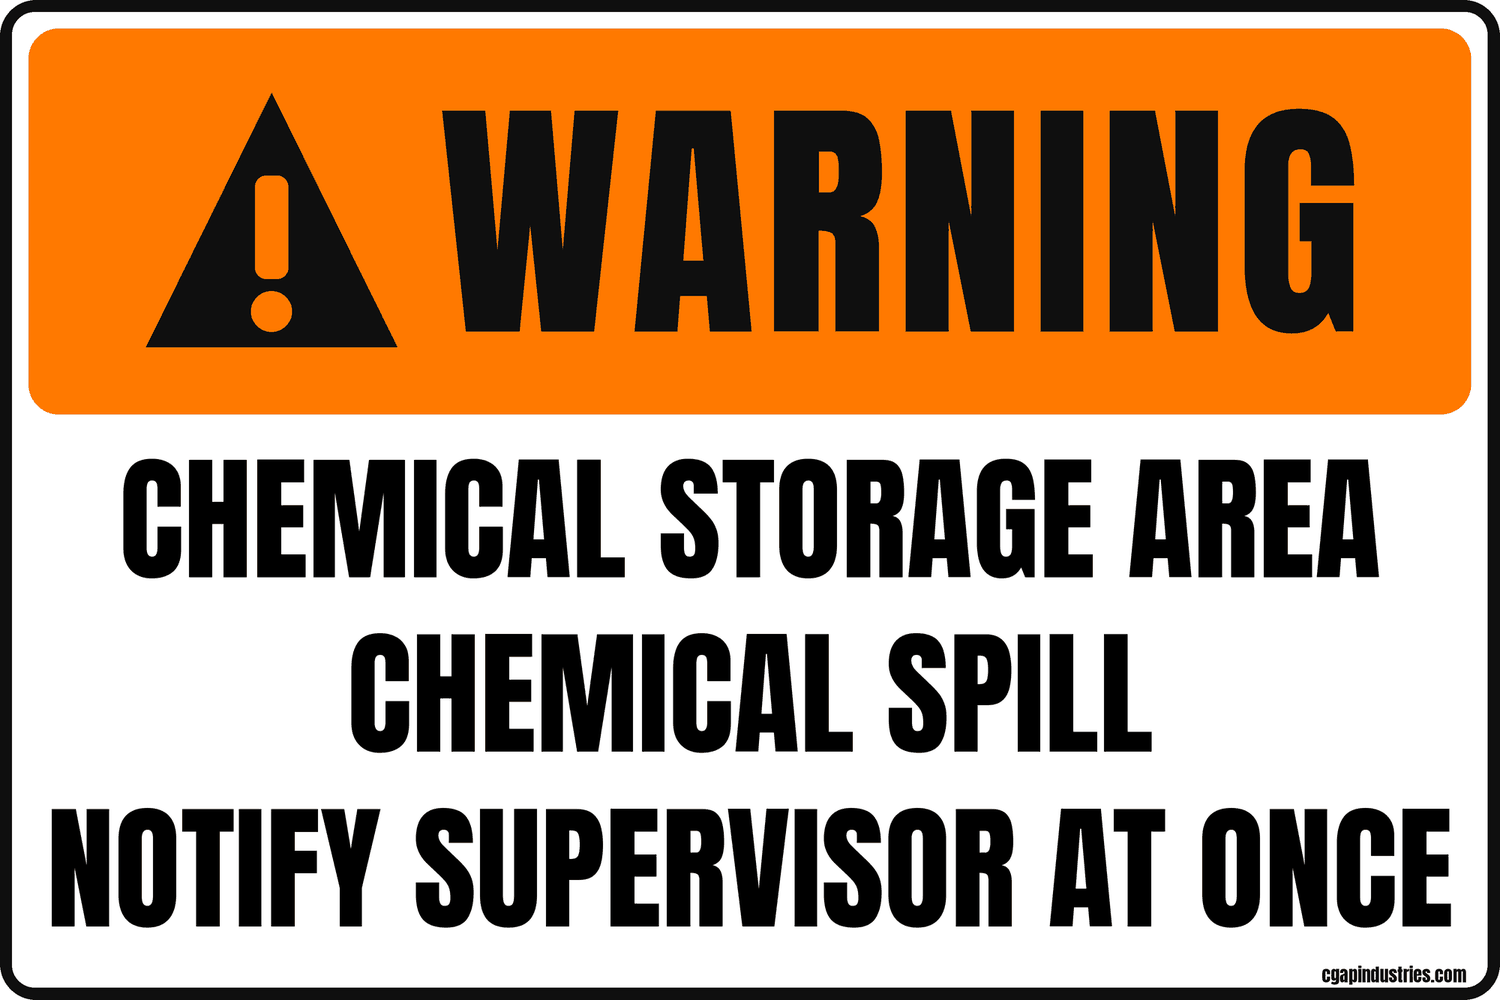 WARNING
CHEMICAL STORAGE AREA
CHEMICAL SPILL
NOTIFY SUPERVISOR AT ONCE
cgapindustries.com